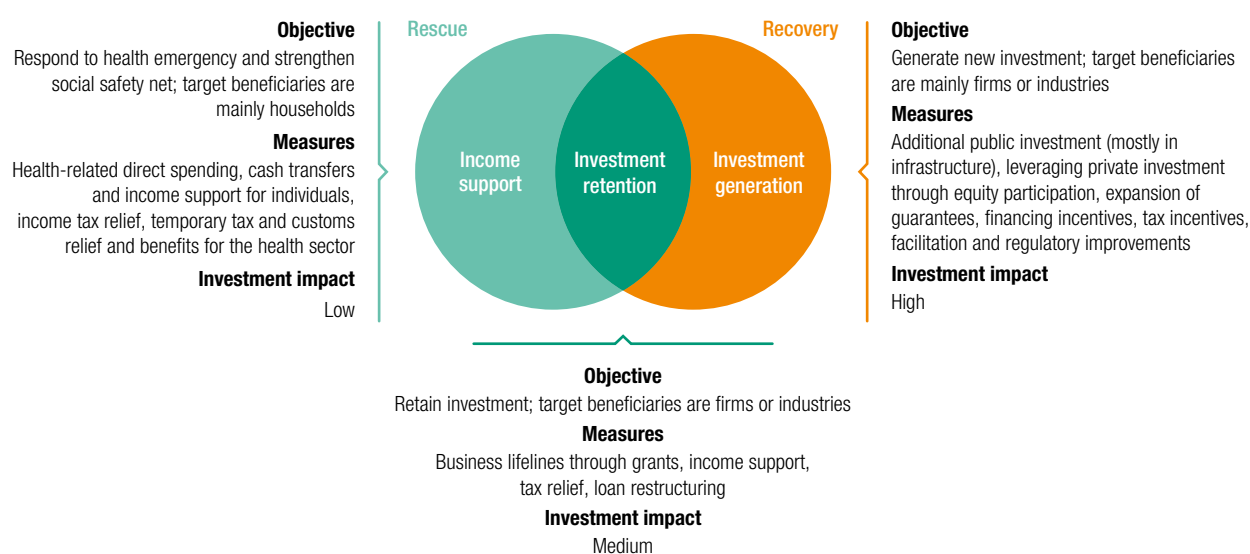 Objective
Respond to health emergency and strengthen
social safety net; target beneficiaries are
mainly households
Measures
Health-related direct spending, cash transfers
and income support for individuals,
income tax relief, temporary tax and customs
relief and benefits for the health sector
Investment impact
Low
Rescue
Recovery
Income
support
Investment
retention
Investment
generation
Objective
Generate new investment; target beneficiaries
are mainly firms or industries
Measures
Additional public investment (mostly in
infrastructure), leveraging private investment
through equity participation, expansion of
guarantees, financing incentives, tax incentives,
facilitation and regulatory improvements
Investment impact
High
Objective
Retain investment; target beneficiaries are firms or industries
Measures
Business lifelines through grants, income support,
tax relief, loan restructuring
Investment impact
Medium